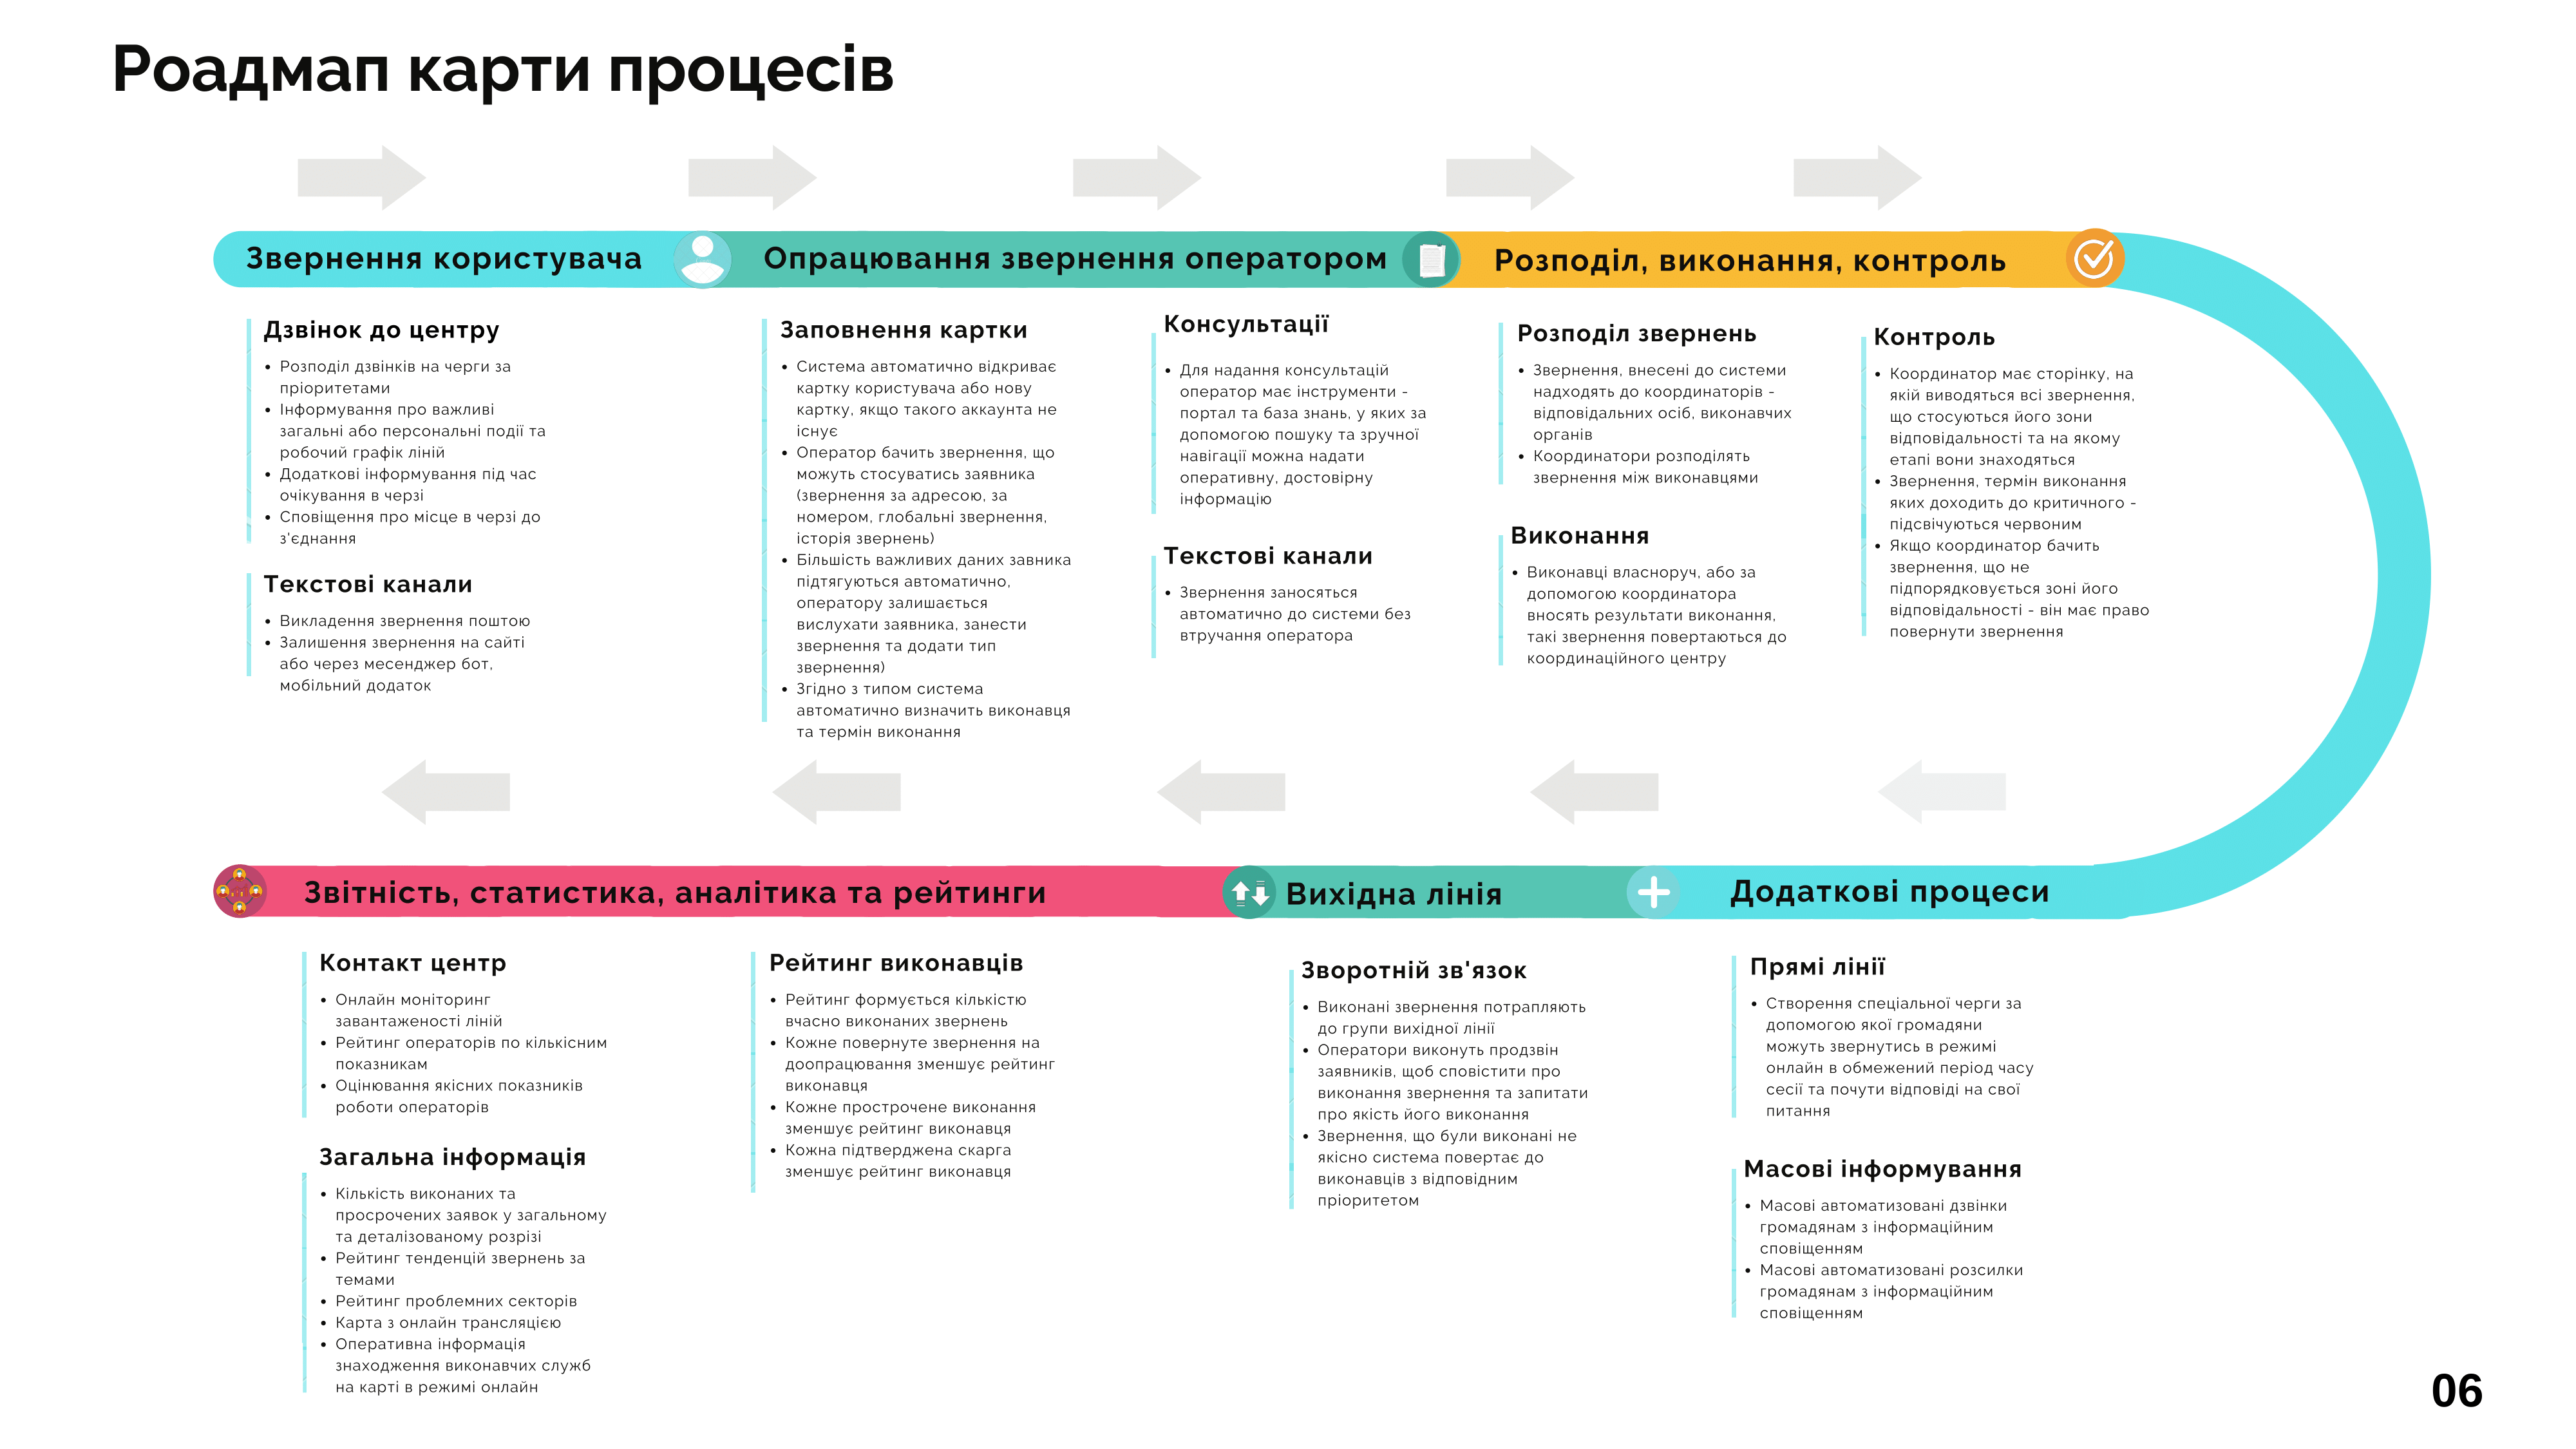 Роадмап карти процесів
Звернення користувача
Опрацювання звернення оператором
Розподіл, виконання, контроль
Дзвінок до центру
• Розподіл дзвінків на черги за
пріоритетами
• Інформування про важливі
загальні або персональні події та
робочий графік ліній
• Додаткові інформування під час
очікування в черзі
• Сповіщення про місце в черзі до
з'єднання
Текстові канали
• Викладення звернення поштою
• Залишення звернення на сайті
або через месенджер бот,
мобільний додаток
Заповнення картки
• Система автоматично відкриває
картку користувача або нову
картку, якщо такого аккаунта не
існує
• Оператор бачить звернення, що
можуть стосуватись заявника
(звернення за адресою, за
номером, глобальні звернення,
історія звернень)
• Більшість важливих даних завника
підтягуються автоматично,
оператору залишається
вислухати заявника, занести
звернення та додати тип
звернення)
• Згідно з типом система
автоматично визначить виконавця
та термін виконання
Консультації
• Для надання консультацій
оператор має інструменти -
портал та база знань, у яких за
допомогою пошуку та зручної
навігації можна надати
оперативну, достовірну
інформацію
Текстові канали
• Звернення заносяться
автоматично до системи без
втручання оператора
Розподіл звернень
• Звернення, внесені до системи
надходять до координаторів -
відповідальних осіб, виконавчих
органів
• Координатори розподілять
звернення між виконавцями
Виконання
• Виконавці власноруч, або за
допомогою координатора
вносять результати виконання,
такі звернення повертаються до
координаційного центру
Контроль
• Координатор має сторінку, на
якій виводяться всі звернення,
що стосуються його зони
відповідальності та на якому
етапі вони знаходяться
• Звернення, термін виконання
яких доходить до критичного -
підсвічуються червоним
• Якщо координатор бачить
звернення, що не
підпорядковується зоні його
відповідальності - він має право
повернути звернення
Звітність, статистика, аналітика та рейтинги
Вихідна лінія
Додаткові процеси
Контакт центр
• Онлайн моніторинг
завантаженості ліній
• Рейтинг операторів по кількісним
показникам
• Оцінювання якісних показників
роботи операторів
Загальна інформація
• Кількість виконаних та
просрочених заявок у загальному
та деталізованому розрізі
• Рейтинг тенденцій звернень за
темами
• Рейтинг проблемних секторів
• Карта з онлайн трансляцією
• Оперативна інформація
знаходження виконавчих служб
на карті в режимі онлайн
Рейтинг виконавців
• Рейтинг формується кількістю
вчасно виконаних звернень
• Кожне повернуте звернення на
доопрацювання зменшує рейтинг
виконавця
• Кожне прострочене виконання
зменшує рейтинг виконавця
• Кожна підтверджена скарга
зменшує рейтинг виконавця
Зворотній зв'язок
• Виконані звернення потрапляють
до групи вихідної лінії
• Оператори виконуть продзвін
заявників, щоб сповістити про
виконання звернення та запитати
про якість його виконання
• Звернення, що були виконані не
якісно система повертає до
виконавців з відповідним
пріоритетом
Прямі лінії
• Створення спеціальної черги за
допомогою якої громадяни
можуть звернутись в режимі
онлайн в обмежений період часу
сесії та почути відповіді на свої
питання
Масові інформування
• Масові автоматизовані дзвінки
громадянам з інформаційним
сповіщенням
• Масові автоматизовані розсилки
громадянам з інформаційним
сповіщенням
06